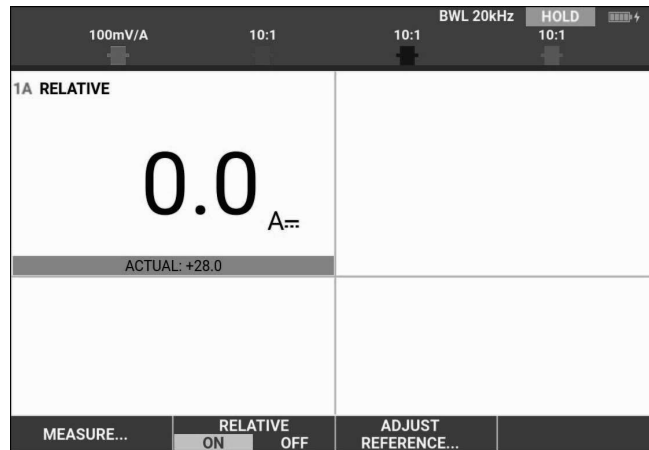 BWL 20kHz HOLD
100mV/A 10:1 10:1 10:1
1A RELATIVE
0.0 A
ACTUAL: +28.0
MEASURE... RELATIVE ON OFF ADJUST REFERENCE...